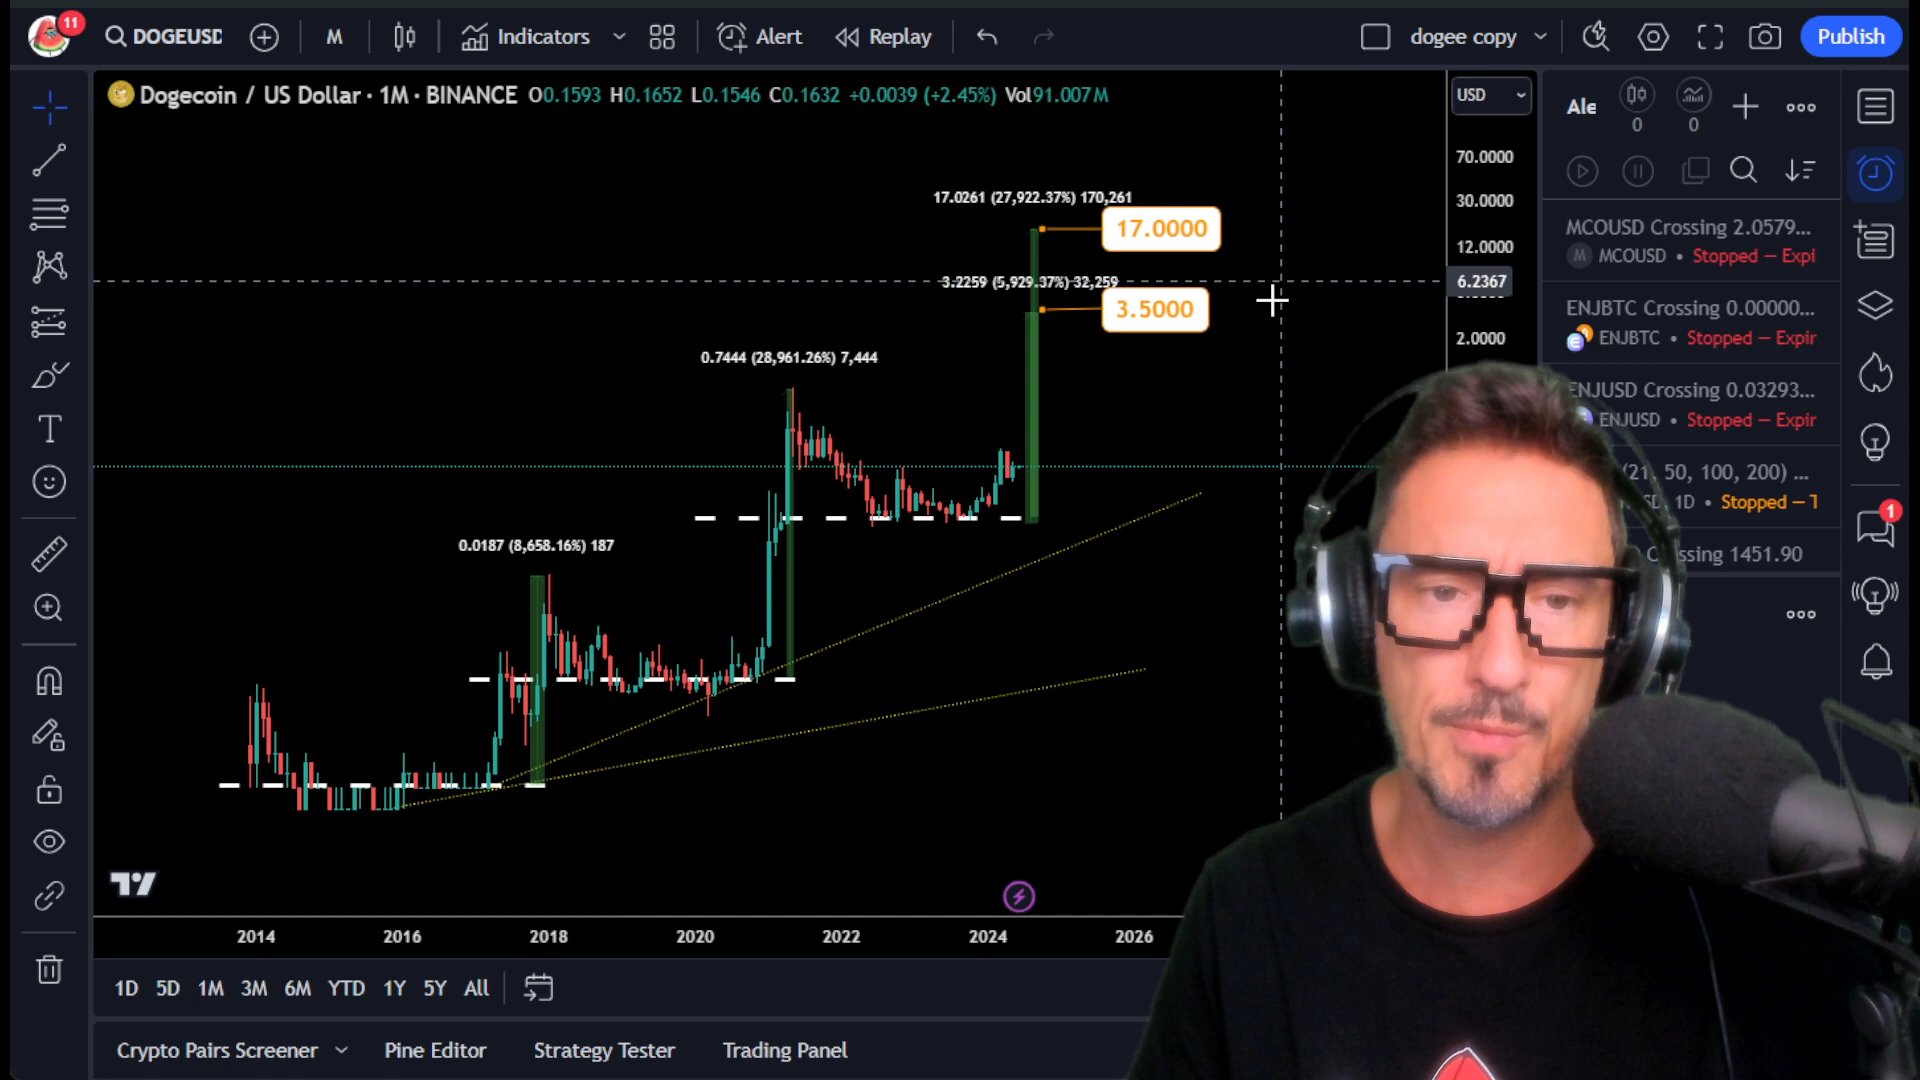 11
DOGEUSD
M
Indicators
Alert
Replay
dogee copy
Publish
Dogecoin / US Dollar · 1M · BINANCE O0.1593 H0.1652 L0.1546 C0.1632 +0.0039 (+2.45%) Vol91.007M
USD
Ale
0
0
70.0000
30.0000
12.0000
6.2367
2.0000
17.0261 (27,922.37%) 170,261
17.0000
3.2259 (5,929.37%) 32,259
3.5000
0.7444 (28,961.26%) 7,444
0.0187 (8,658.16%) 187
MCOUSD Crossing 2.0579...
M MCOUSD • Stopped — Expi
ENJBTC Crossing 0.00000...
ENJBTC • Stopped — Expir
ENJUSD Crossing 0.03293...
ENJUSD • Stopped — Expir
(21, 50, 100, 200) ...
1D • Stopped — T
1451.90
1
2014 2016 2018 2020 2022 2024 2026
1D 5D 1M 3M 6M YTD 1Y 5Y All
Crypto Pairs Screener
Pine Editor
Strategy Tester
Trading Panel